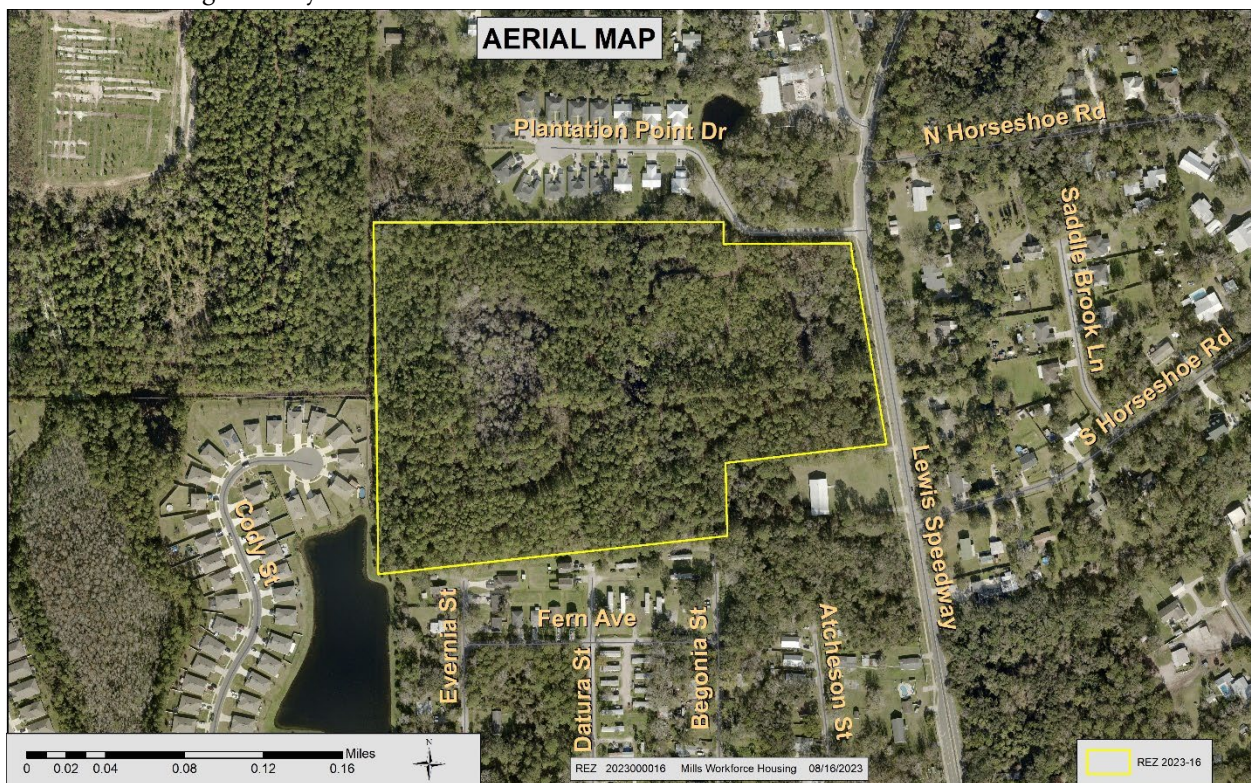 AERIAL MAP
Plantation Point Dr
N Horseshoe Rd
Saddle Brook Ln
S Horseshoe Rd
Lewis Speedway
Cody St
Evernia St
Fern Ave
Datura St
Begonia St
Atcheson St
Miles
0 0.02 0.04 0.08 0.12 0.16
N
REZ 2023000016 Mills Workforce Housing 08/16/2023
REZ 2023-16